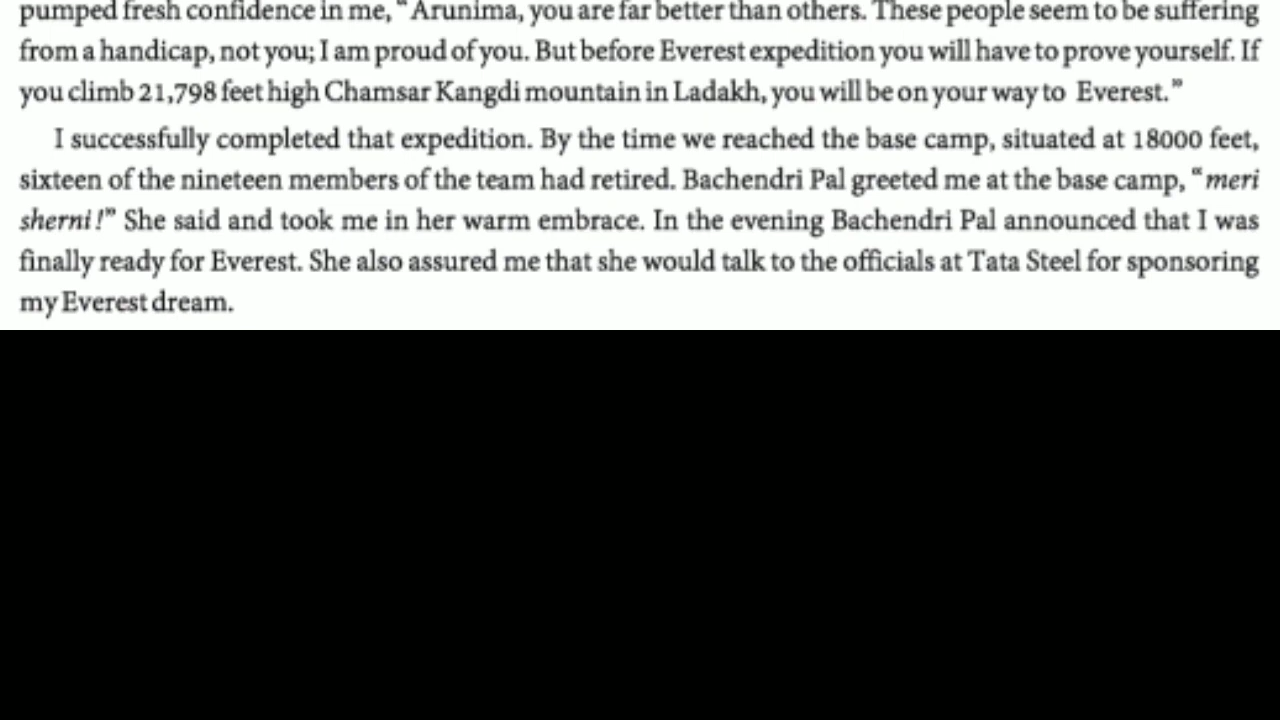 pumped fresh confidence in me, "Arunima, you are far better than others. These people seem to be suffering
from a handicap, not you; I am proud of you. But before Everest expedition you will have to prove yourself. If
you climb 21,798 feet high Chamsar Kangdi mountain in Ladakh, you will be on your way to Everest."
I successfully completed that expedition. By the time we reached the base camp, situated at 18000 feet,
sixteen of the nineteen members of the team had retired. Bachendri Pal greeted me at the base camp, "meri
sherni!" She said and took me in her warm embrace. In the evening Bachendri Pal announced that I was
finally ready for Everest. She also assured me that she would talk to the officials at Tata Steel for sponsoring
my Everest dream.